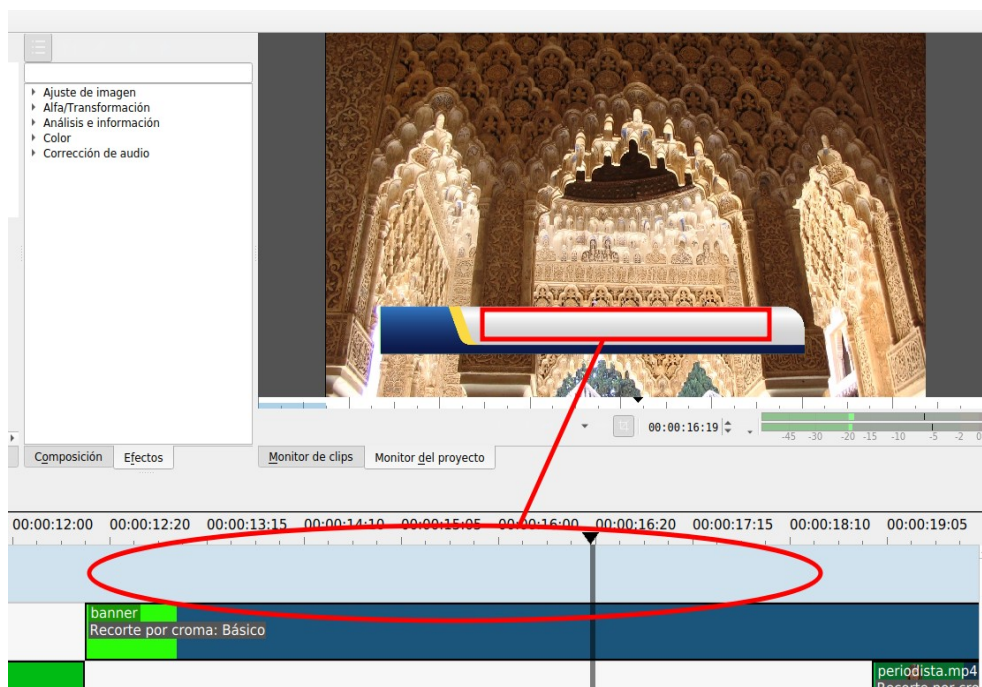 Ajuste de imagen
Alfa/Transformación
Análisis e información
Color
Corrección de audio
00:00:16:19
-45 -30 -20 -15 -10 -5 -2 0
Composición Efectos Monitor de clips Monitor del proyecto
00:00:12:00 00:00:12:20 00:00:13:15 00:00:14:10 00:00:15:05 00:00:16:00 00:00:16:20 00:00:17:15 00:00:18:10 00:00:19:05
banner
Recorte por croma: Básico
periodista.mp4
Recorte por cro